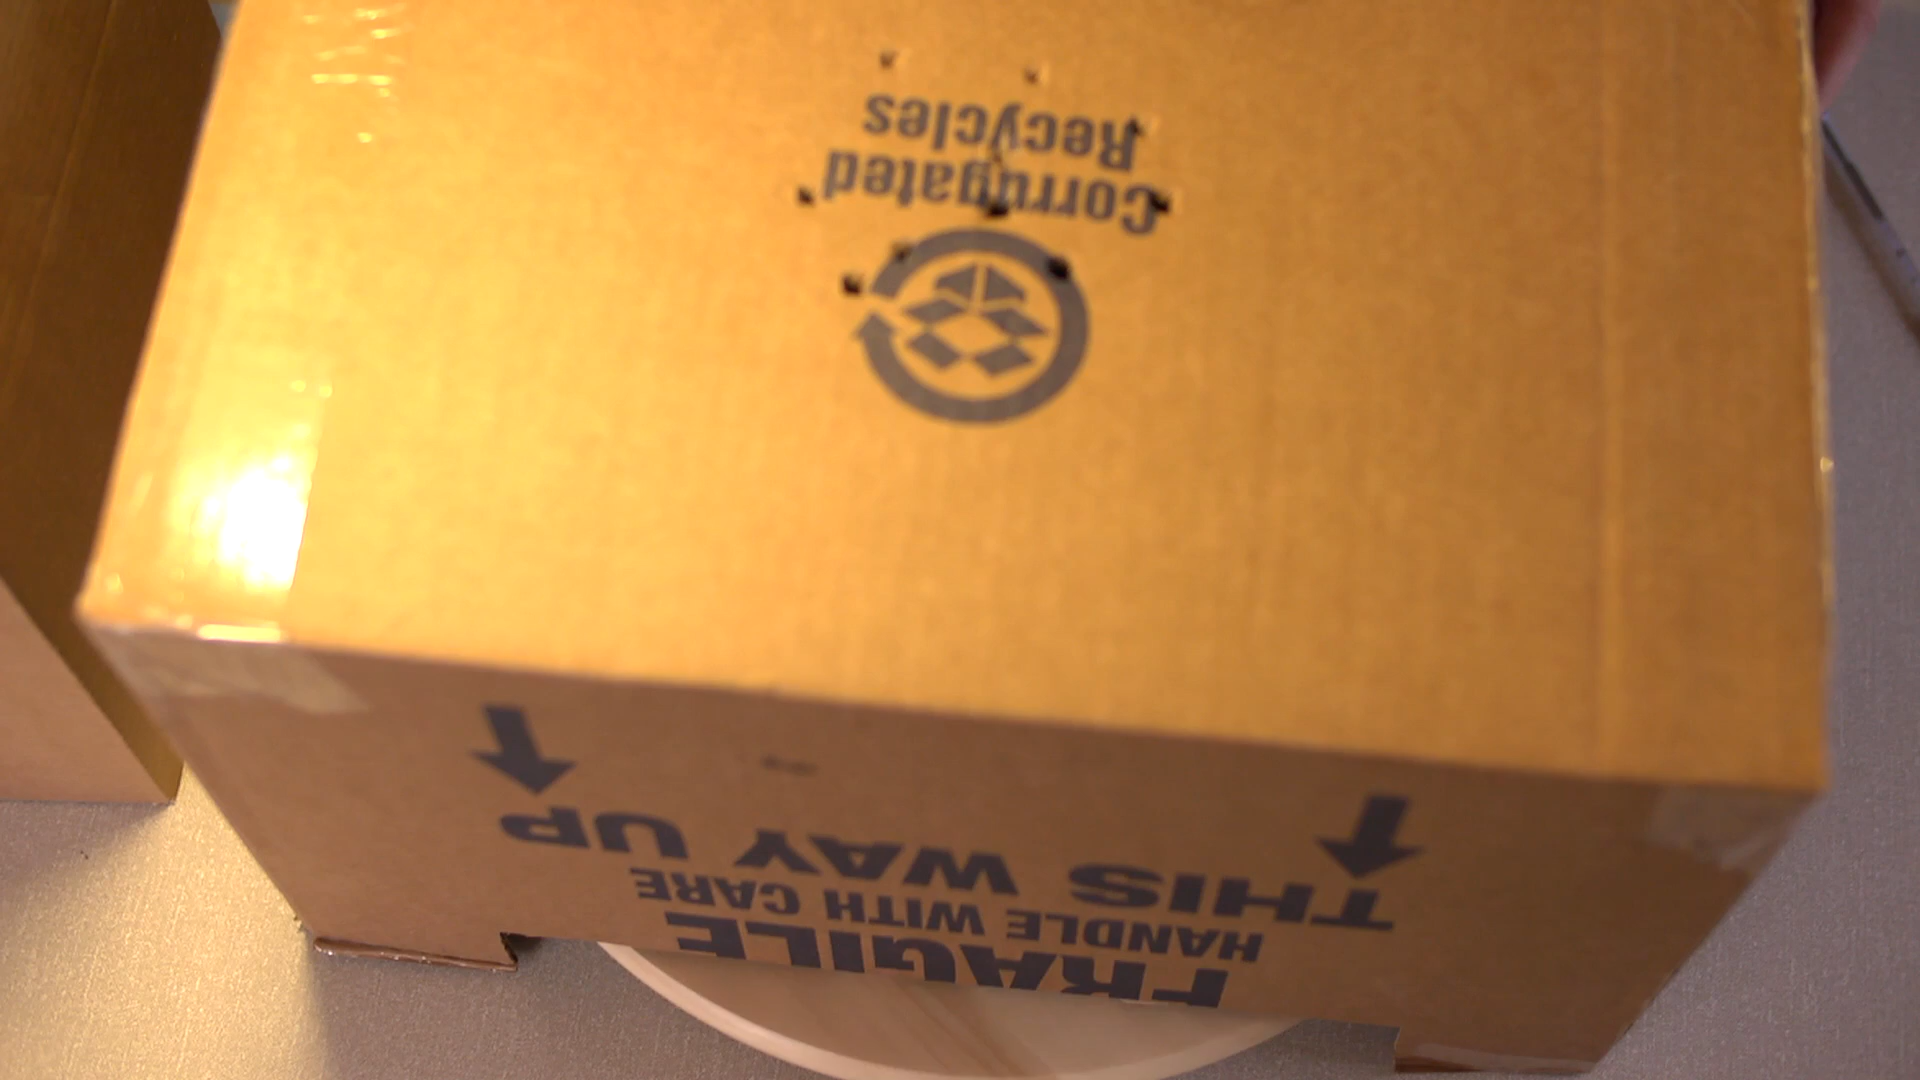 Corrugated
Recycles
FRAGILE
HANDLE WITH CARE
THIS WAY UP